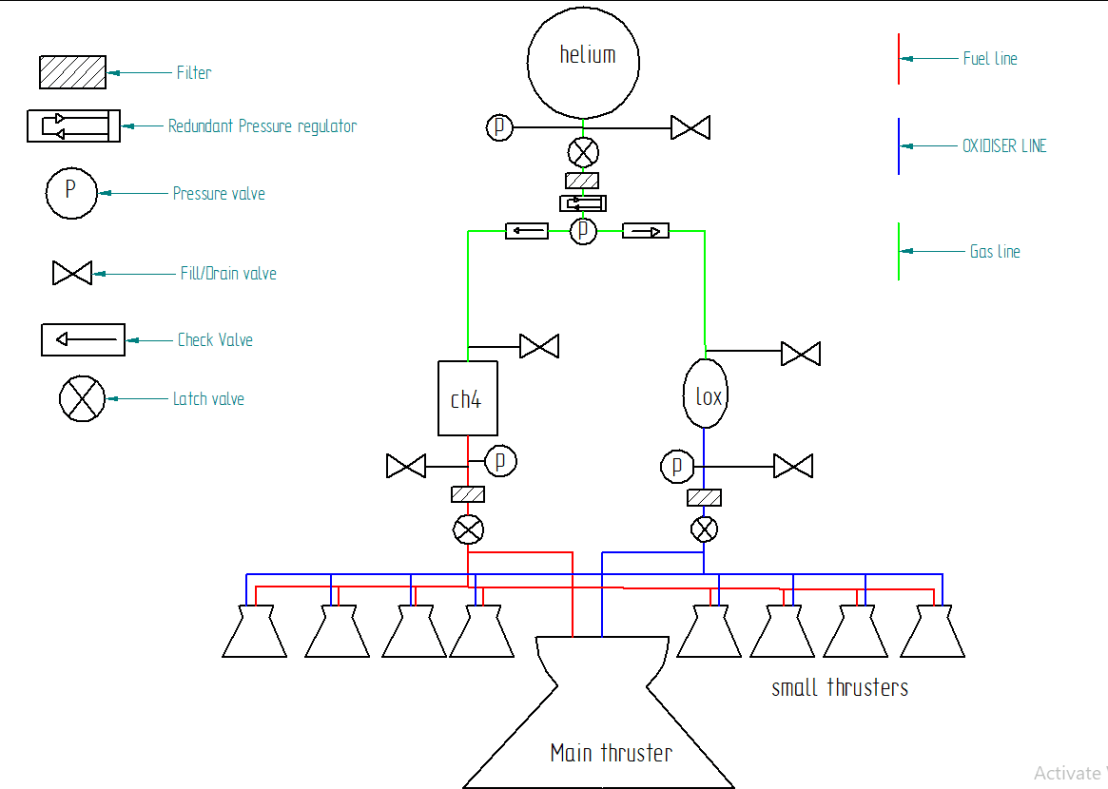 helium
Filter
Redundant Pressure regulator
P
Pressure valve
Fill/Drain valve
Check Valve
Latch valve
Fuel line
OXIDISER LINE
Gas line
P
P
ch4
lox
P
P
small thrusters
Main thruster
Activate